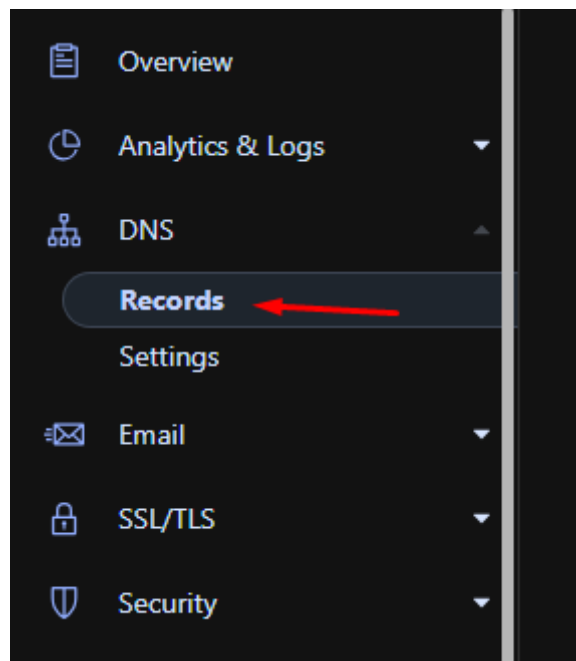 Overview
Analytics & Logs
DNS
Records
Settings
Email
SSL/TLS
Security